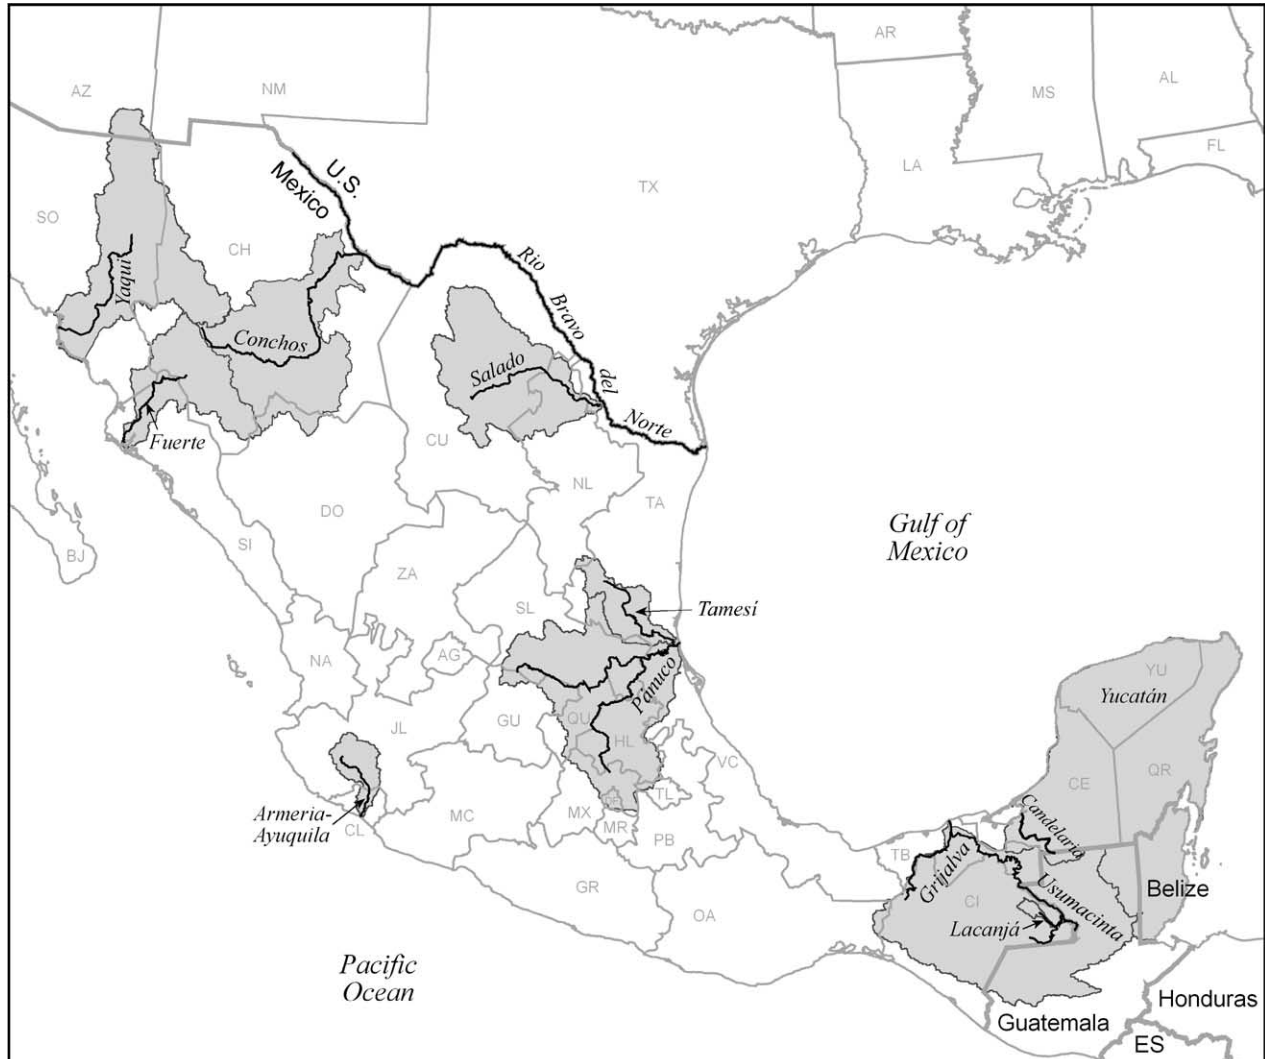 AR
AZ
NM
MS
AL
FL
LA
TX
U.S.
Mexico
SO
CH
Yaqui
Conchos
Rio
Bravo
del
Norte
Salado
Fuerte
CU
NL
TA
DO
SI
BJ
ZA
SL
Gulf of
Mexico
Tamesí
NA
AG
Pánuco
GU
QU
HL
JL
VC
Armeria-
Ayuquila
CL
MC
MX
DF
TL
MR
PB
GR
OA
YU
Yucatán
QR
CE
Candelaria
TB
Grijalva
CI
Usumacinta
Lacanjá
Belize
Pacific
Ocean
Guatemala
Honduras
ES